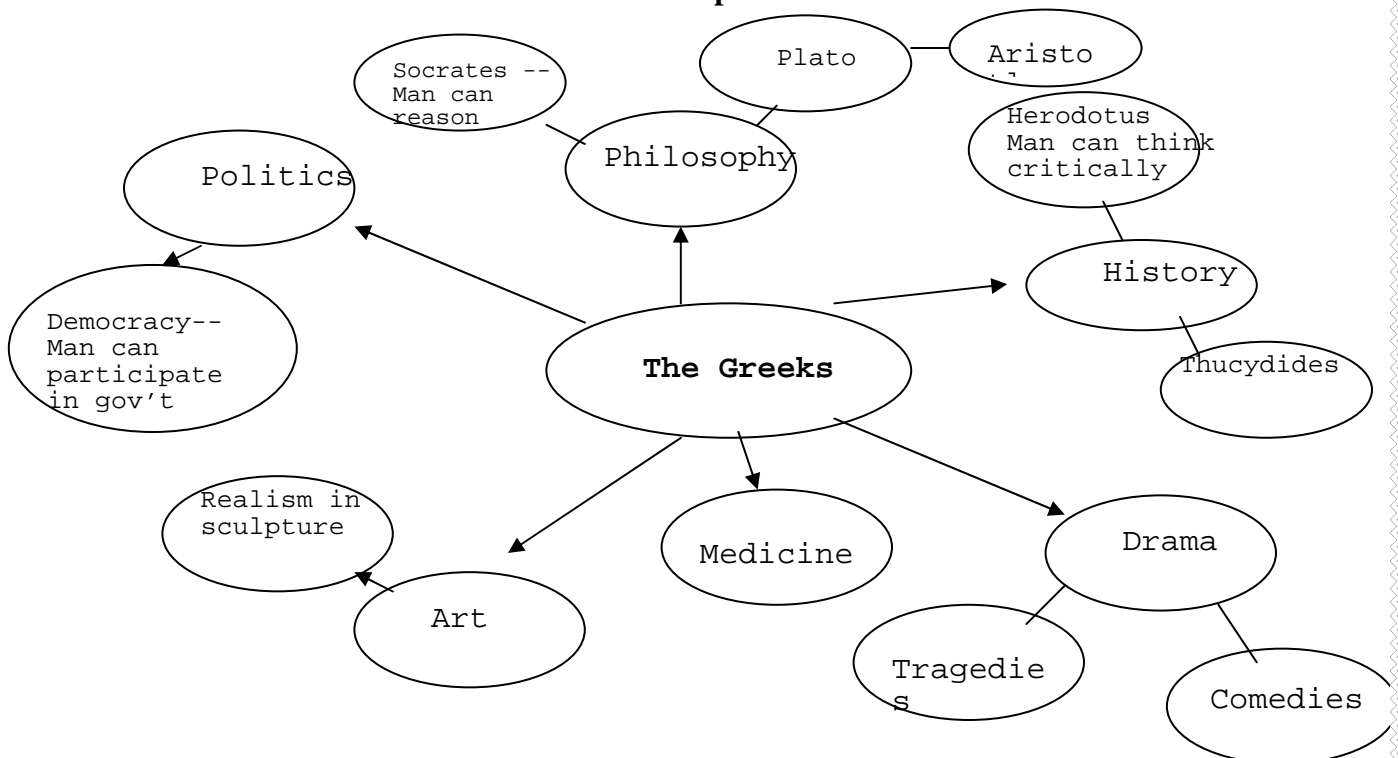 Plato
Aristo
Socrates --
Man can
reason
Herodotus
Man can think
critically
Philosophy
Politics
History
Democracy--
Man can
participate
in gov't
The Greeks
Thucydides
Realism in
sculpture
Medicine
Drama
Art
Tragedie
s
Comedies